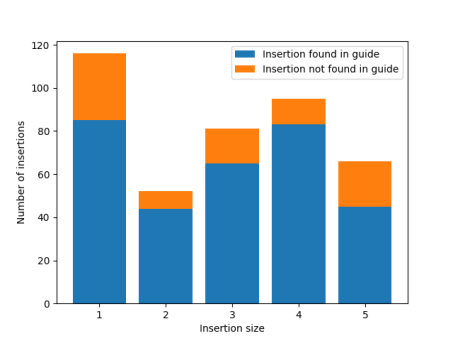 120
100
80
60
40
20
0
Number of insertions
Insertion found in guide
Insertion not found in guide
1 2 3 4 5
Insertion size